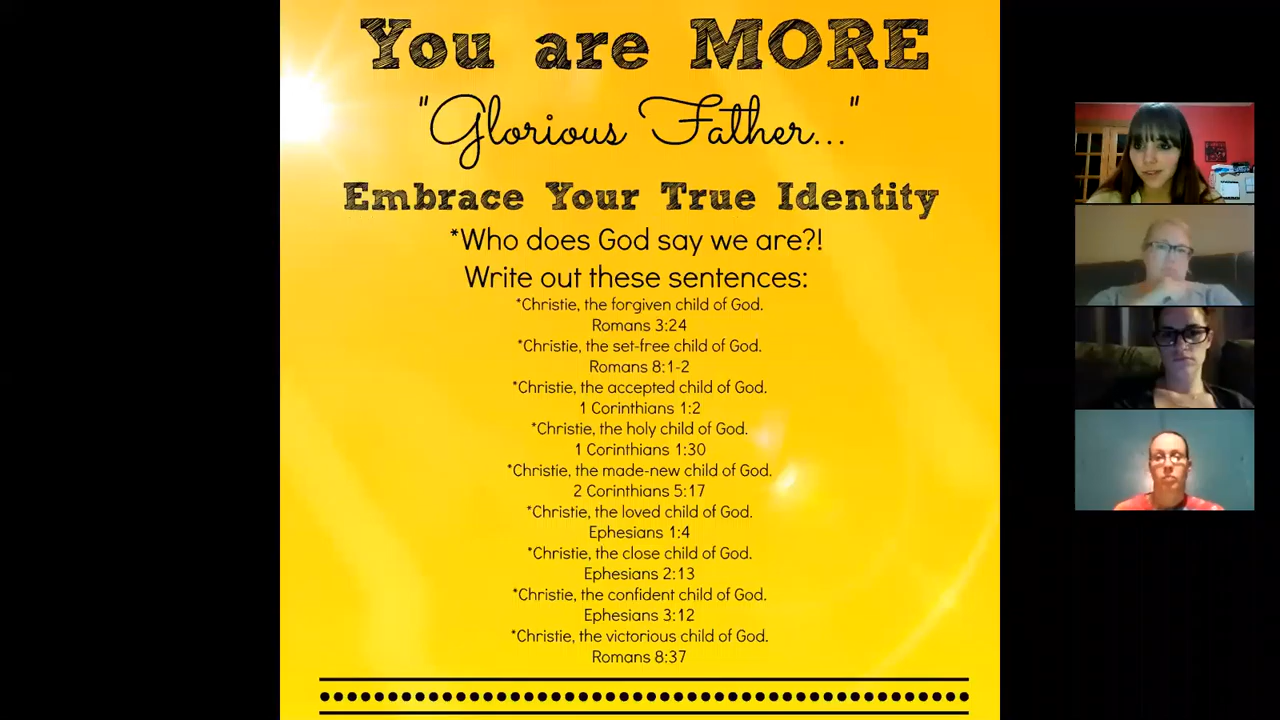 You are MORE
"Glorious Father..."
Embrace Your True Identity
*Who does God say we are?!
Write out these sentences:
*Christie, the forgiven child of God.
Romans 3:24
*Christie, the set-free child of God.
Romans 8:1-2
*Christie, the accepted child of God.
1 Corinthians 1:2
*Christie, the holy child of God.
1 Corinthians 1:30
*Christie, the made-new child of God.
2 Corinthians 5:17
*Christie, the loved child of God.
Ephesians 1:4
*Christie, the close child of God.
Ephesians 2:13
*Christie, the confident child of God.
Ephesians 3:12
*Christie, the victorious child of God.
Romans 8:37